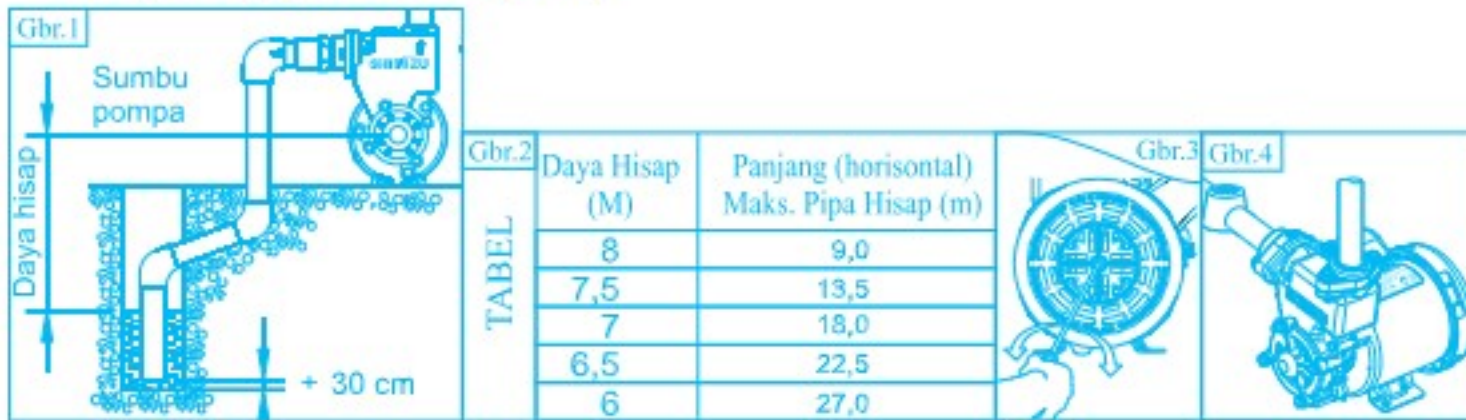 Gbr.1
Sumbu
pompa
Daya hisap
+ 30 cm
Gbr.2
TABEL
Daya Hisap
(M)
Panjang (horisontal)
Maks. Pipa Hisap (m)
8
9,0
7,5
13,5
7
18,0
6,5
22,5
6
27,0
Gbr.3
Gbr.4